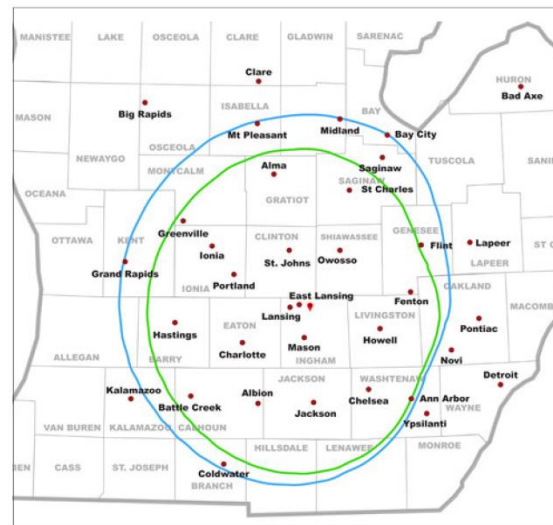 MANISTEE
LAKE
OSCEOLA
CLARE
GLADWIN
SARENAC
Clare
HURON
Bad Axe
Big Rapids
ISABELLA
BAY
MASON
Mt Pleasant
Midland
Bay City
OSCEOLA
NEWAYGO
MONTCALM
Alma
Saginaw
TUSCOLA
SANI
SAGINAW
St Charles
OCEANA
GRATIOT
Greenville
OTTAWA
KENT
Ionia
CLINTON
SHIAWASSEE
GENESEE
Flint
Lapeer
ST C
Grand Rapids
St. Johns
Owosso
LAPEER
IONIA
Portland
OAKLAND
East Lansing
Fenton
MACOMB
Lansing
LIVINGSTON
Hastings
EATON
Pontiac
Mason
Howell
ALLEGAN
BARRY
Charlotte
INGHAM
Novi
JACKSON
WASHTENAW
Detroit
Kalamazoo
Albion
Chelsea
Ann Arbor
Battle Creek
Jackson
WAYNE
Ypsilanti
VAN BUREN
KALAMAZOO
CALHOUN
HILLSDALE
LENAWEE
MONROE
EN
CASS
ST. JOSEPH
Coldwater
BRANCH